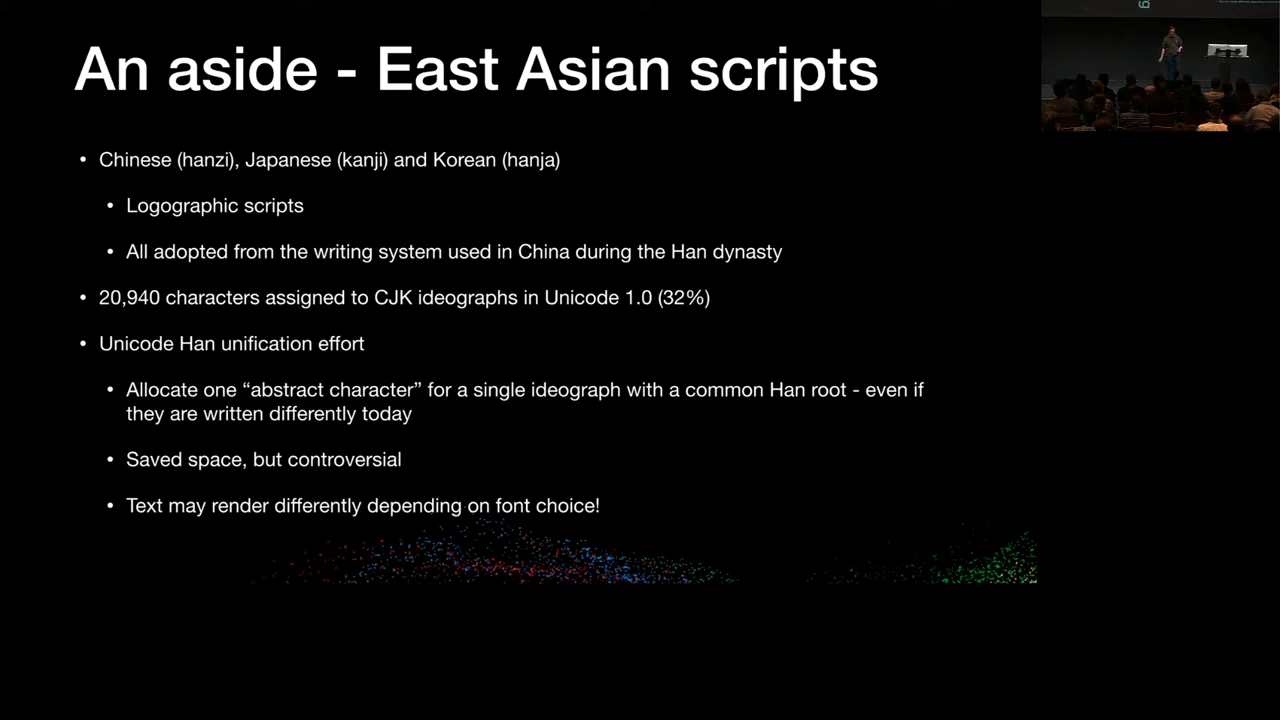 An aside - East Asian scripts
• Chinese (hanzi), Japanese (kanji) and Korean (hanja)
• Logographic scripts
• All adopted from the writing system used in China during the Han dynasty
• 20,940 characters assigned to CJK ideographs in Unicode 1.0 (32%)
• Unicode Han unification effort
• Allocate one “abstract character” for a single ideograph with a common Han root - even if
they are written differently today
• Saved space, but controversial
• Text may render differently depending on font choice!